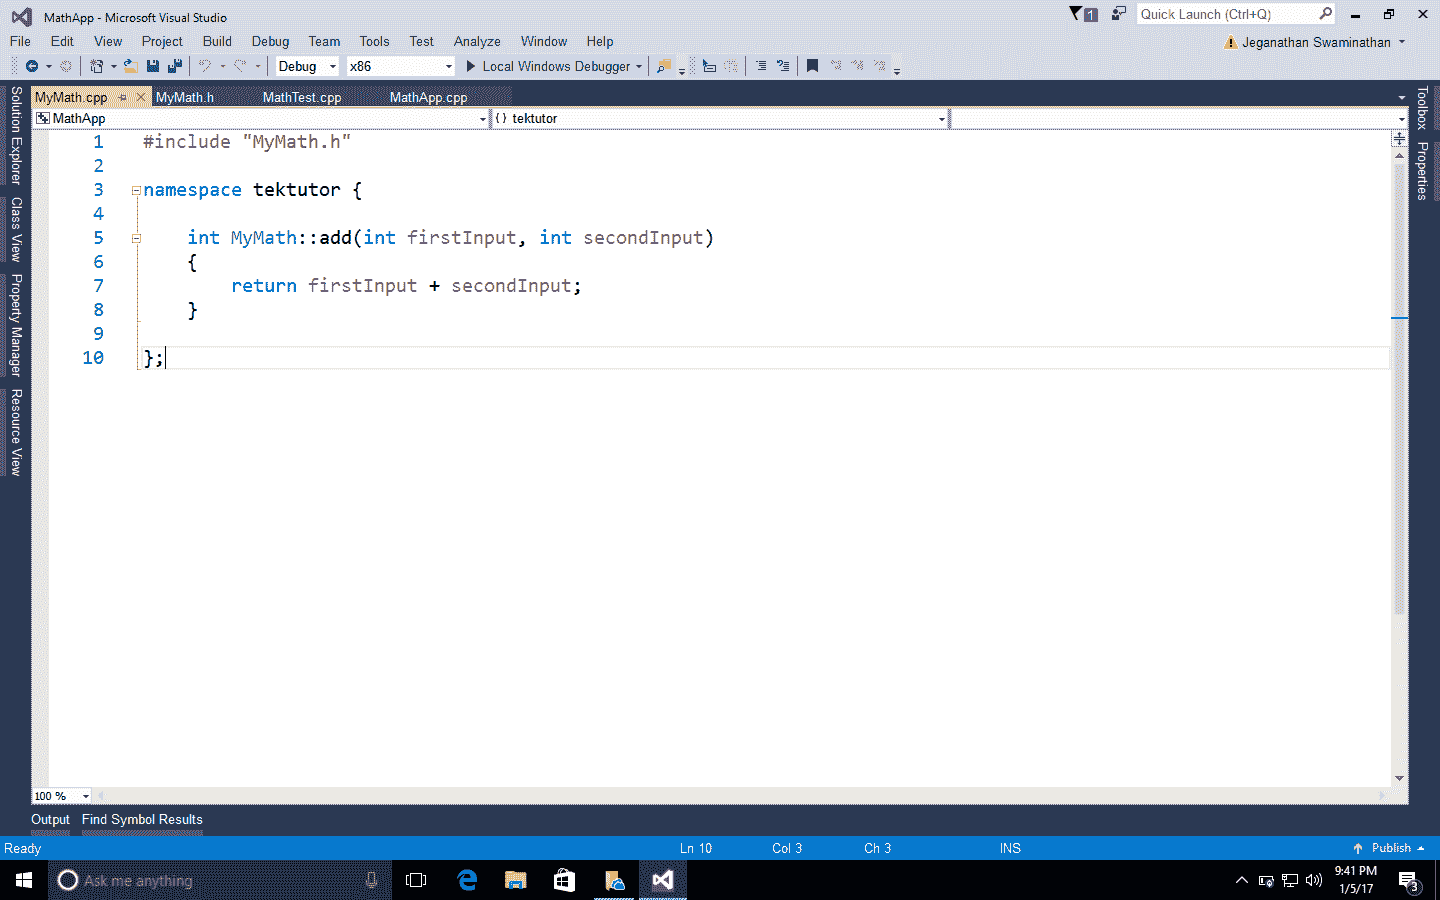 MathApp - Microsoft Visual Studio
1
Quick Launch (Ctrl+Q)
File Edit View Project Build Debug Team Tools Test Analyze Window Help
Jeganathan Swaminathan
Debug x86 Local Windows Debugger
MyMath.cpp MyMath.h MathTest.cpp MathApp.cpp
MathApp {} tektutor
Solution Explorer
Class View
Property Manager
Resource View
1 #include "MyMath.h"
2
3 namespace tektutor {
4
5 int MyMath::add(int firstInput, int secondInput)
6 {
7 return firstInput + secondInput;
8 }
9
10 };
Toolbox
Properties
100 %
Output Find Symbol Results
Ready Ln 10 Col 3 Ch 3 INS Publish
Ask me anything
9:41 PM
1/5/17
3